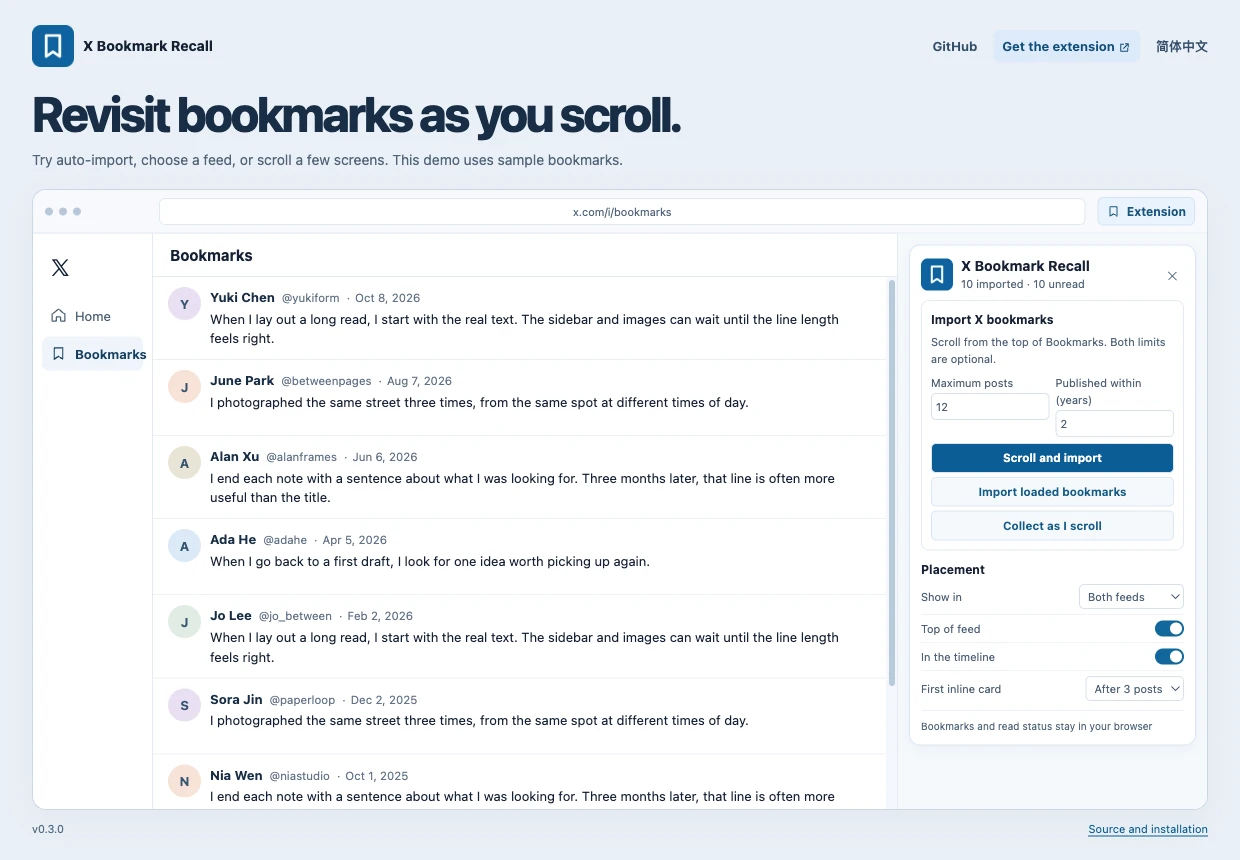 X Bookmark Recall
GitHub
Get the extension
简体中文
Revisit bookmarks as you scroll.
Try auto-import, choose a feed, or scroll a few screens. This demo uses sample bookmarks.
x.com/i/bookmarks
Extension
Home
Bookmarks
Bookmarks
Y
Yuki Chen @yukiform · Oct 8, 2026
When I lay out a long read, I start with the real text. The sidebar and images can wait until the line length
feels right.
J
June Park @betweenpages · Aug 7, 2026
I photographed the same street three times, from the same spot at different times of day.
A
Alan Xu @alanframes · Jun 6, 2026
I end each note with a sentence about what I was looking for. Three months later, that line is often more
useful than the title.
A
Ada He @adahe · Apr 5, 2026
When I go back to a first draft, I look for one idea worth picking up again.
J
Jo Lee @jo_between · Feb 2, 2026
When I lay out a long read, I start with the real text. The sidebar and images can wait until the line length
feels right.
S
Sora Jin @paperloop · Dec 2, 2025
I photographed the same street three times, from the same spot at different times of day.
N
Nia Wen @niastudio · Oct 1, 2025
I end each note with a sentence about what I was looking for. Three months later, that line is often more
X Bookmark Recall
10 imported · 10 unread
Import X bookmarks
Scroll from the top of Bookmarks. Both limits
are optional.
Maximum posts
12
Published within
(years)
2
Scroll and import
Import loaded bookmarks
Collect as I scroll
Placement
Show in
Both feeds
Top of feed
In the timeline
First inline card
After 3 posts
Bookmarks and read status stay in your browser
v0.3.0
Source and installation